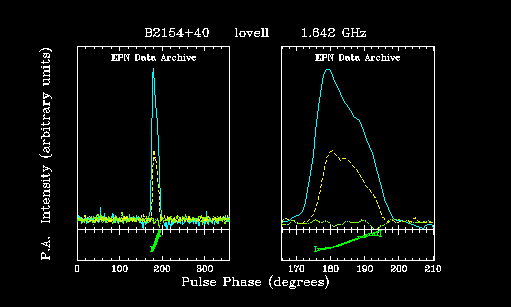 B2154+40 lovell 1.642 GHz
EPN Data Archive EPN Data Archive
P.A. Intensity (arbitrary units)
0 100 200 300 170 180 190 200 210
Pulse Phase (degrees)